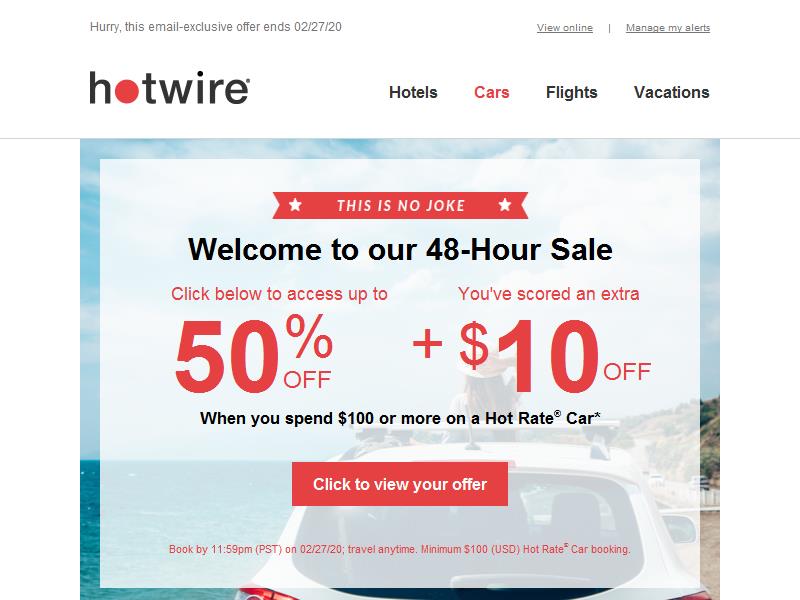 Hurry, this email-exclusive offer ends 02/27/20
View online | Manage my alerts
hotwire®
Hotels Cars Flights Vacations
THIS IS NO JOKE
Welcome to our 48-Hour Sale
Click below to access up to
50% OFF
+
You've scored an extra
$10 OFF
When you spend $100 or more on a Hot Rate® Car*
Click to view your offer
Book by 11:59pm (PST) on 02/27/20; travel anytime. Minimum $100 (USD) Hot Rate® Car booking.